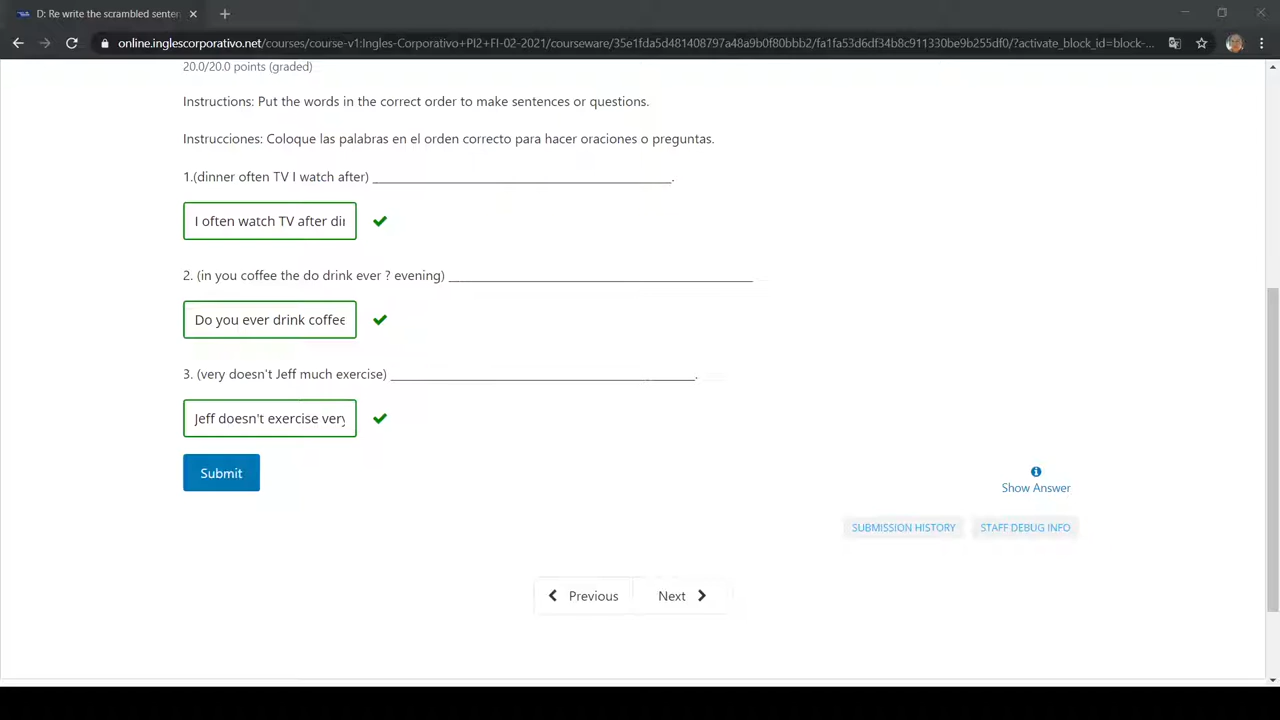 D: Re write the scrambled senten
online.inglescorporativo.net/courses/course-v1:Ingles-Corporativo+PI2+FI-02-2021/courseware/35e1fda5d481408797a48a9b0f80bbb2/fa1fa53d6df34b8c911330be9b255df0/?activate_block_id=block-...
20.0/20.0 points (graded)
Instructions: Put the words in the correct order to make sentences or questions.
Instrucciones: Coloque las palabras en el orden correcto para hacer oraciones o preguntas.
1.(dinner often TV I watch after) ______________________________________.
I often watch TV after din
2. (in you coffee the do drink ever ? evening) ______________________________________
Do you ever drink coffee
3. (very doesn't Jeff much exercise) ______________________________________.
Jeff doesn't exercise very
Submit
Show Answer
SUBMISSION HISTORY STAFF DEBUG INFO
Previous Next